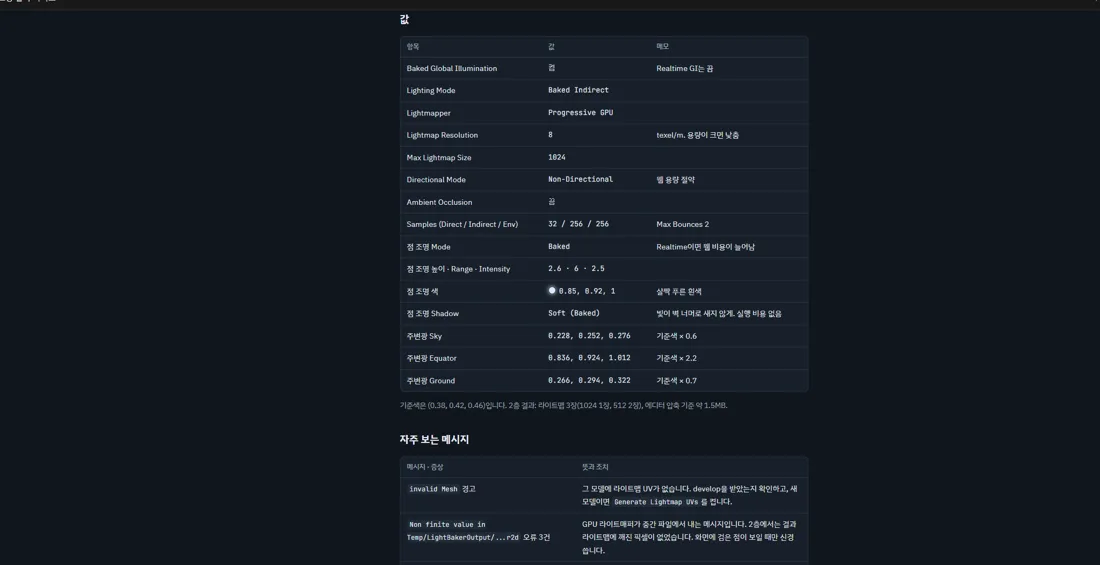 값
항목 값 메모
Baked Global Illumination 켬 Realtime GI는 끔
Lighting Mode Baked Indirect
Lightmapper Progressive GPU
Lightmap Resolution 8 texel/m. 용량이 크면 낮춤
Max Lightmap Size 1024
Directional Mode Non-Directional 웹 용량 절약
Ambient Occlusion 끔
Samples (Direct / Indirect / Env) 32 / 256 / 256 Max Bounces 2
점 조명 Mode Baked Realtime이면 웹 비용이 늘어남
점 조명 높이 · Range · Intensity 2.6 · 6 · 2.5
점 조명 색 0.85, 0.92, 1 살짝 푸른 흰색
점 조명 Shadow Soft (Baked) 빛이 벽 너머로 새지 않게. 실행 비용 없음
주변광 Sky 0.228, 0.252, 0.276 기준색 × 0.6
주변광 Equator 0.836, 0.924, 1.012 기준색 × 2.2
주변광 Ground 0.266, 0.294, 0.322 기준색 × 0.7
기준색은 (0.38, 0.42, 0.46)입니다. 2층 결과: 라이트맵 3장(1024 1장, 512 2장), 에디터 압축 기준 약 1.5MB.
자주 보는 메시지
메시지 · 증상 뜻과 조치
invalid Mesh 경고 그 모델에 라이트맵 UV가 없습니다. develop을 받았는지 확인하고, 새
모델이면 Generate Lightmap UVs 를 켭니다.
Non finite value in GPU 라이트매퍼가 중간 파일에서 내는 메시지입니다. 2층에서는 결과
Temp/LightBakerOutput/...r2d 오류 3건 라이트맵에 깨진 픽셀이 없었습니다. 화면에 검은 점이 보일 때만 신경
씁니다.